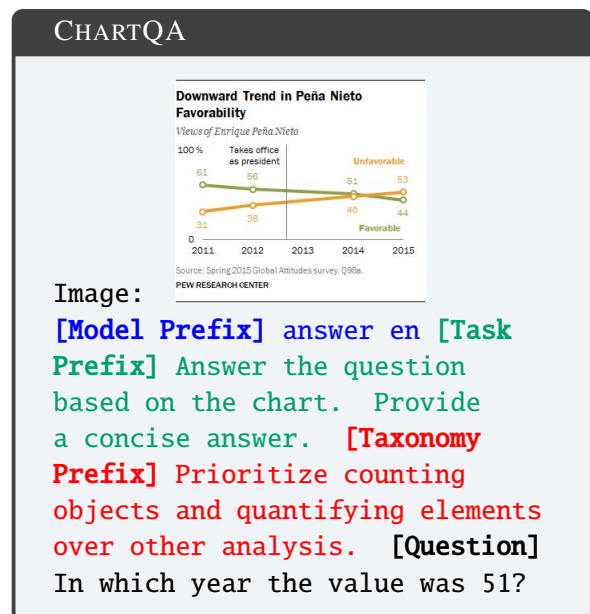 CHARTQA
Downward Trend in Peña Nieto
Favorability
Views of Enrique Peña Nieto
100 %
Takes office
as president
Unfavorable
61
56
51
53
31
38
48
44
Favorable
0
2011 2012 2013 2014 2015
Source: Spring 2015 Global Attitudes survey. Q98a.
PEW RESEARCH CENTER
Image:
[Model Prefix] answer en [Task
Prefix] Answer the question
based on the chart. Provide
a concise answer. [Taxonomy
Prefix] Prioritize counting
objects and quantifying elements
over other analysis. [Question]
In which year the value was 51?